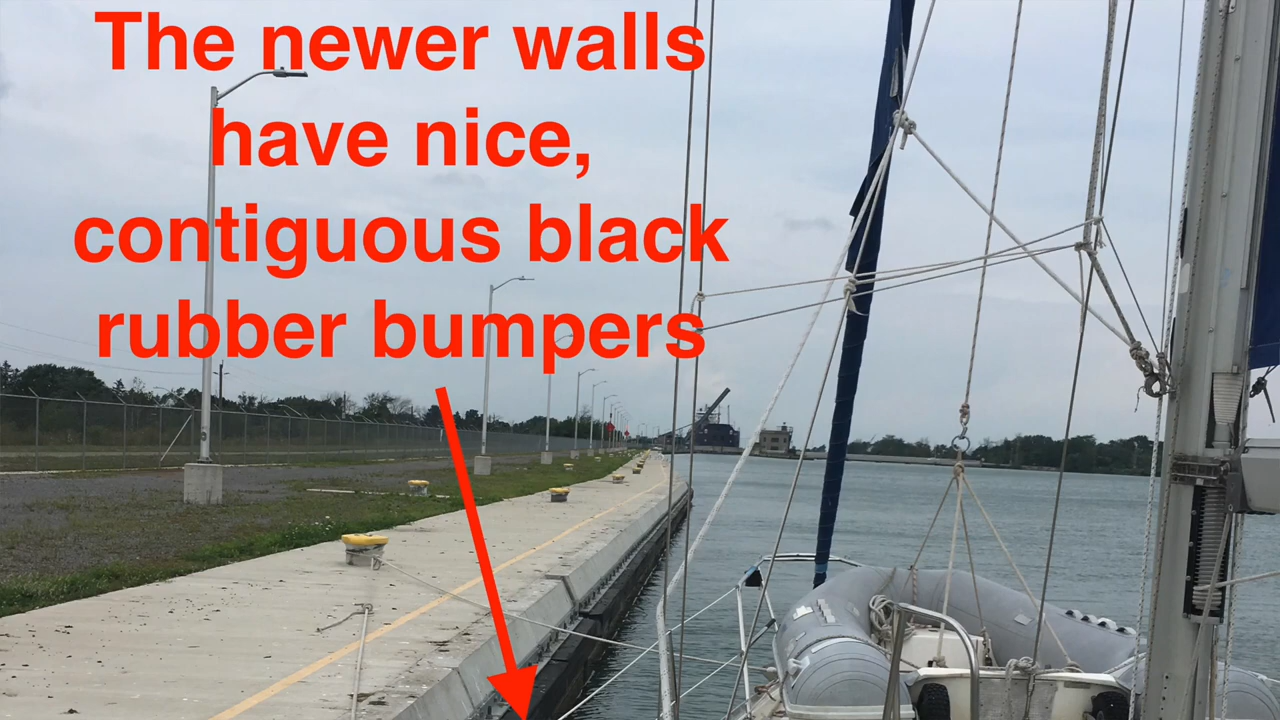 The newer walls
have nice,
contiguous black
rubber bumpers